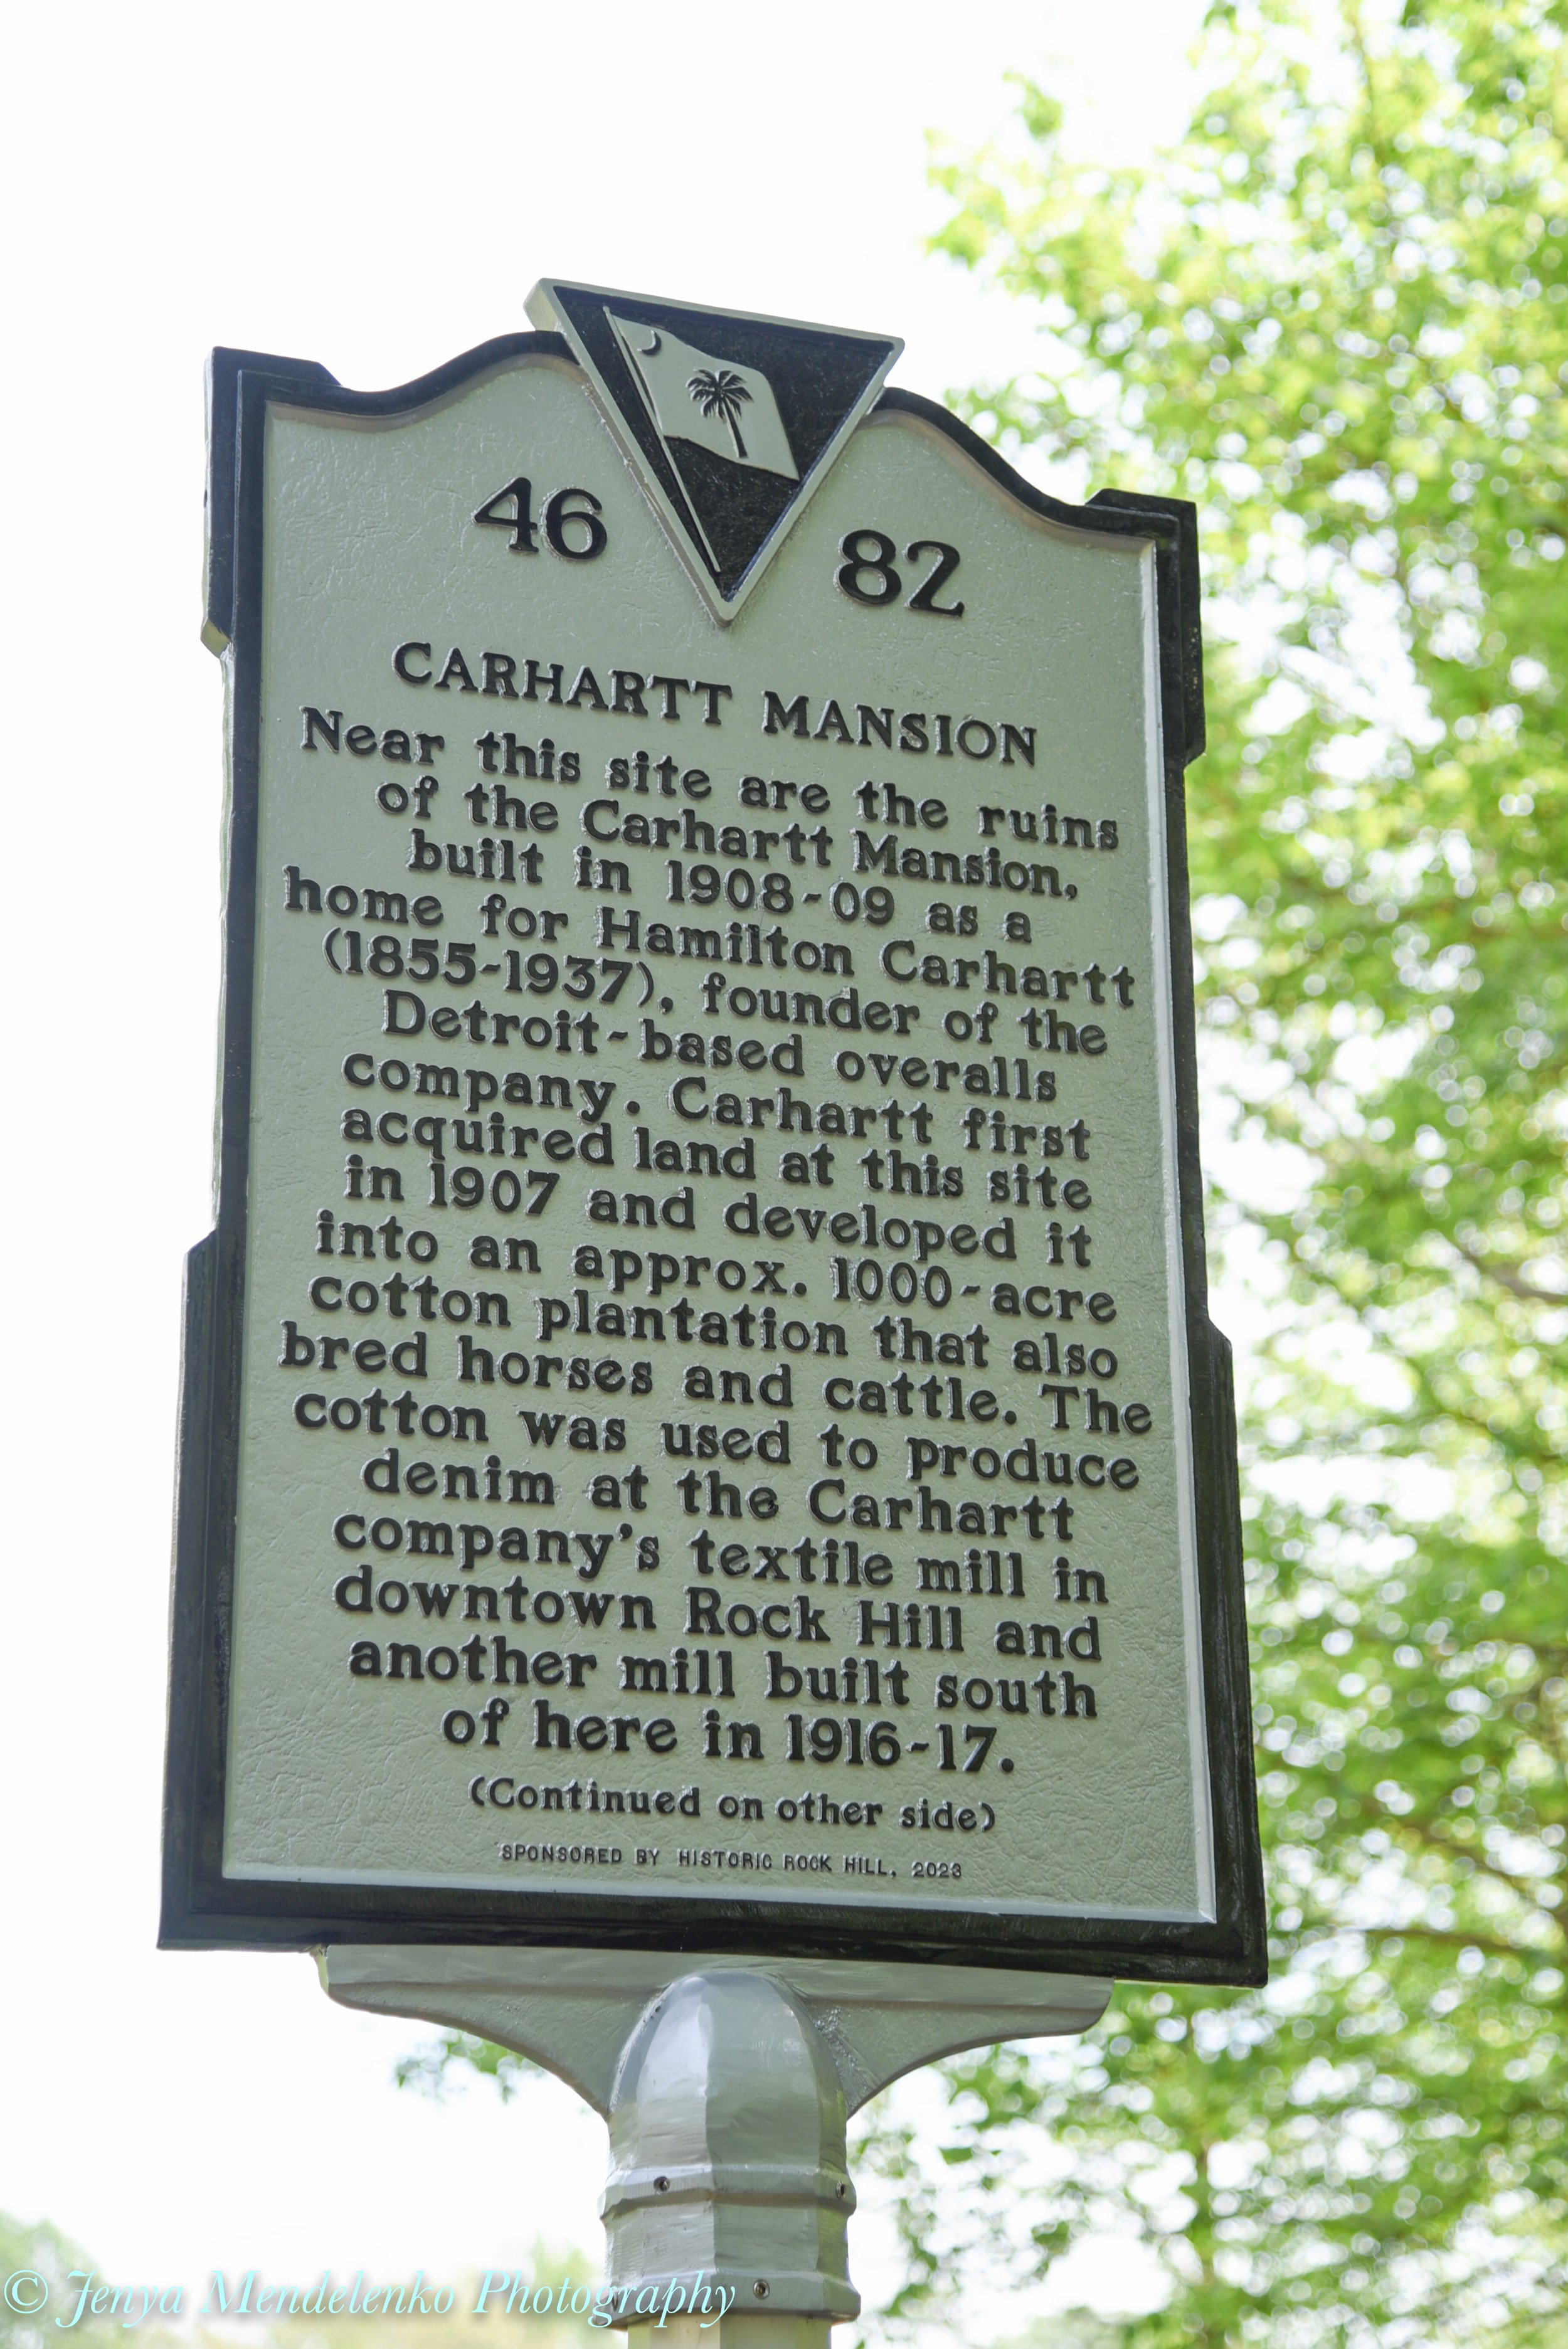 46 82
CARHARTT MANSION
Near this site are the ruins
of the Carhartt Mansion,
built in 1908-09 as a
home for Hamilton Carhartt
(1855-1937), founder of the
Detroit-based overalls
company. Carhartt first
acquired land at this site
in 1907 and developed it
into an approx. 1000-acre
cotton plantation that also
bred horses and cattle. The
cotton was used to produce
denim at the Carhartt
company's textile mill in
downtown Rock Hill and
another mill built south
of here in 1916-17.
(Continued on other side)
SPONSORED BY HISTORIC ROCK HILL, 2023
© Jenya Mendelenko Photography